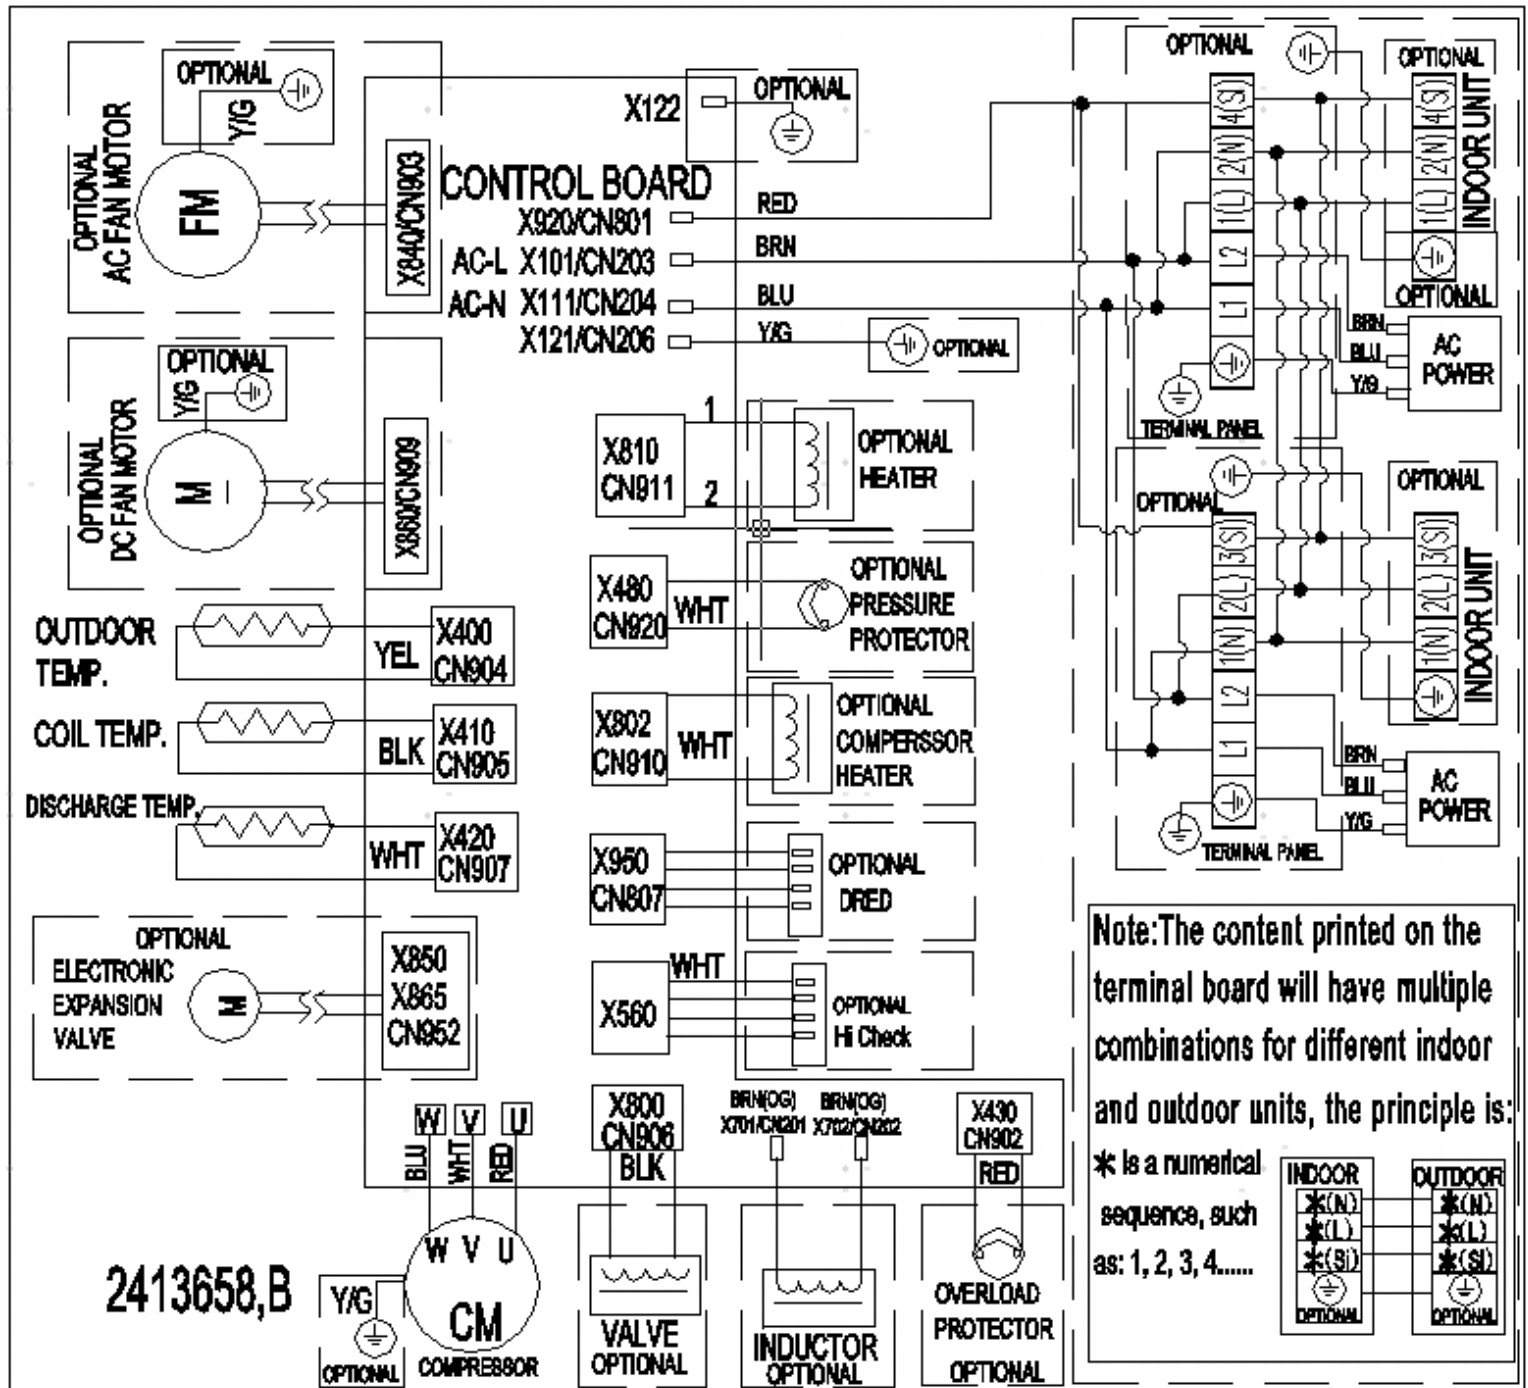 OPTIONAL
Y/G
OPTIONAL
AC FAN MOTOR
FM
X840/CN903
X122
OPTIONAL
CONTROL BOARD
X920/CN801
RED
AC-L X101/CN203
BRN
AC-N X111/CN204
BLU
X121/CN206
Y/G
OPTIONAL
OPTIONAL
Y/G
OPTIONAL
DC FAN MOTOR
M
X860/CN909
X810
CN911
1
2
OPTIONAL
HEATER
X480
CN920
WHT
OPTIONAL
PRESSURE
PROTECTOR
OUTDOOR
TEMP.
YEL
X400
CN904
COIL TEMP.
BLK
X410
CN905
DISCHARGE TEMP.
WHT
X420
CN907
X802
CN910
WHT
OPTIONAL
COMPERSSOR
HEATER
X950
CN807
OPTIONAL
DRED
OPTIONAL
ELECTRONIC
EXPANSION
VALVE
M
X850
X865
CN952
X560
WHT
OPTIONAL
Hi Check
W V U
BLU
WHT
RED
W V U
CM
COMPRESSOR
Y/G
OPTIONAL
2413658,B
X800
CN906
BLK
VALVE
OPTIONAL
BRN(OG)
X701/CN201
BRN(OG)
X702/CN202
INDUCTOR
OPTIONAL
X430
CN902
RED
OVERLOAD
PROTECTOR
OPTIONAL
OPTIONAL
4(SI)
2(N)
1(L)
L2
L1
TERMINAL PANEL
OPTIONAL
4(SI)
2(N)
1(L)
INDOOR UNIT
OPTIONAL
BRN
BLU
Y/G
AC
POWER
OPTIONAL
3(SI)
2(L)
1(N)
L2
L1
TERMINAL PANEL
OPTIONAL
3(SI)
2(L)
1(N)
INDOOR UNIT
BRN
BLU
Y/G
AC
POWER
Note:The content printed on the
terminal board will have multiple
combinations for different indoor
and outdoor units, the principle is:
* is a numerical
sequence, such
as: 1, 2, 3, 4......
INDOOR
*(N)
*(L)
*(Si)
OPTIONAL
OUTDOOR
*(N)
*(L)
*(SI)
OPTIONAL